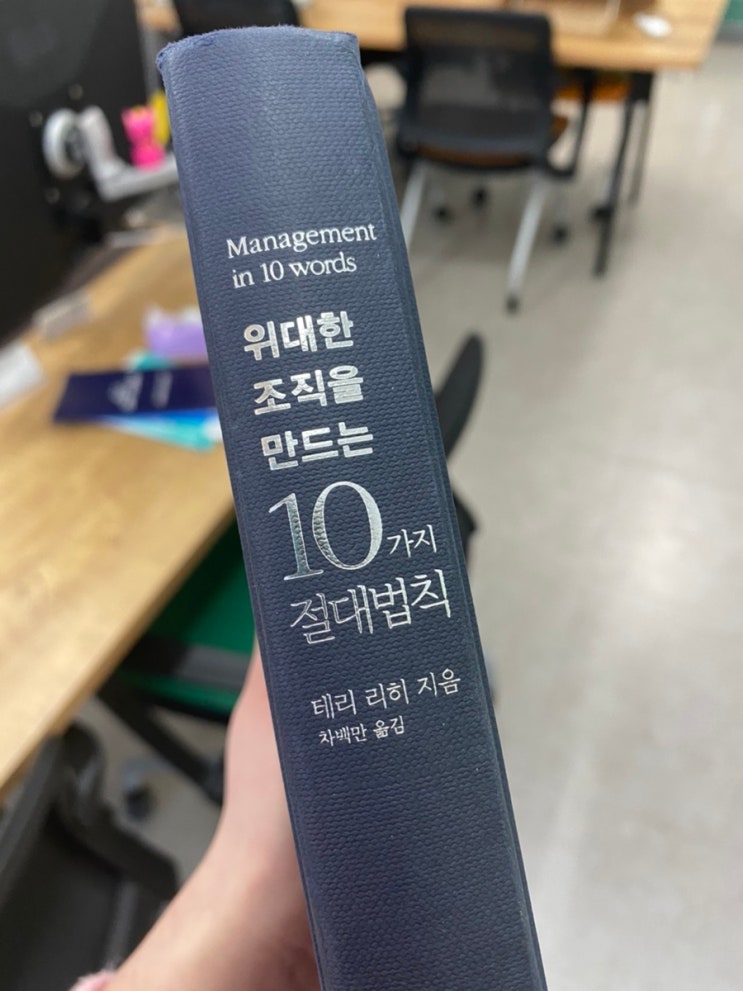 Management
in 10 words
위대한
조직을
만드는
10가지
절대법칙
테리 리히 지음
차백만 옮김